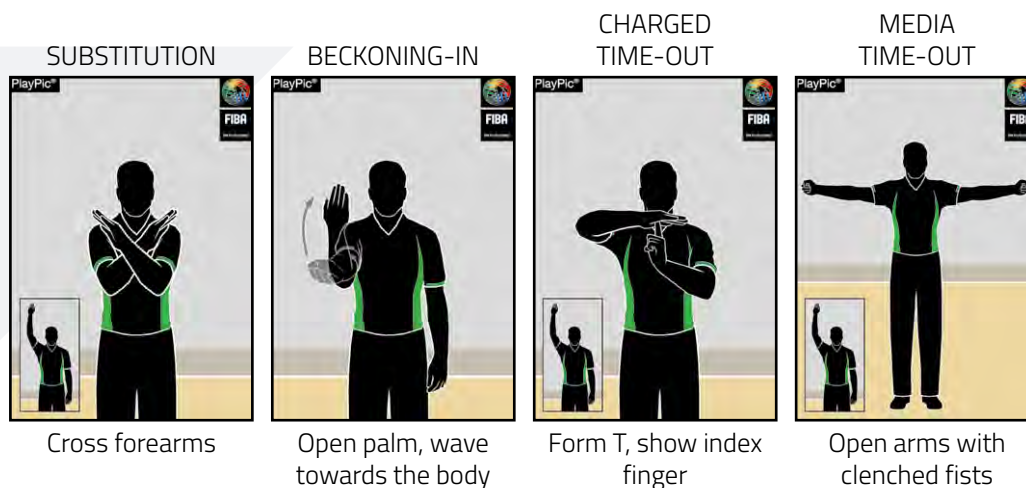 SUBSTITUTION
BECKONING-IN
CHARGED
TIME-OUT
MEDIA
TIME-OUT
PlayPic®
FIBA
PlayPic®
FIBA
PlayPic®
FIBA
PlayPic®
FIBA
Cross forearms
Open palm, wave
towards the body
Form T, show index
finger
Open arms with
clenched fists